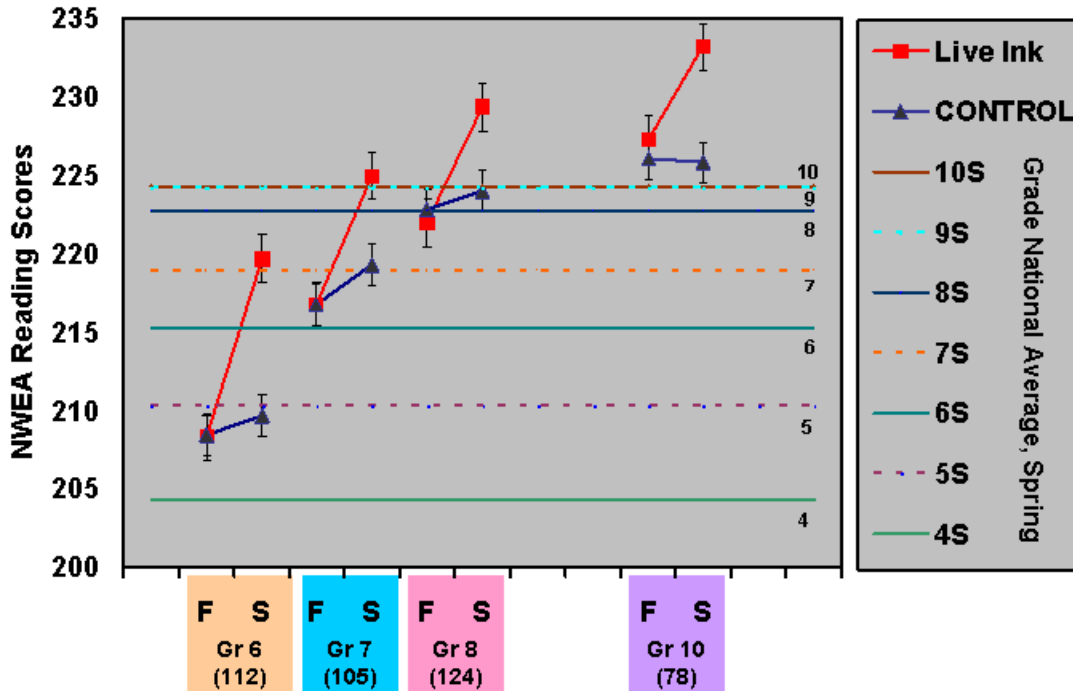 NWEA Reading Scores
235
230
225
220
215
210
205
200
10
9
8
7
6
5
4
F S
Gr 6
(112)
F S
Gr 7
(105)
F S
Gr 8
(124)
F S
Gr 10
(78)
Live Ink
CONTROL
10S
9S
8S
7S
6S
5S
4S
Grade National Average, Spring